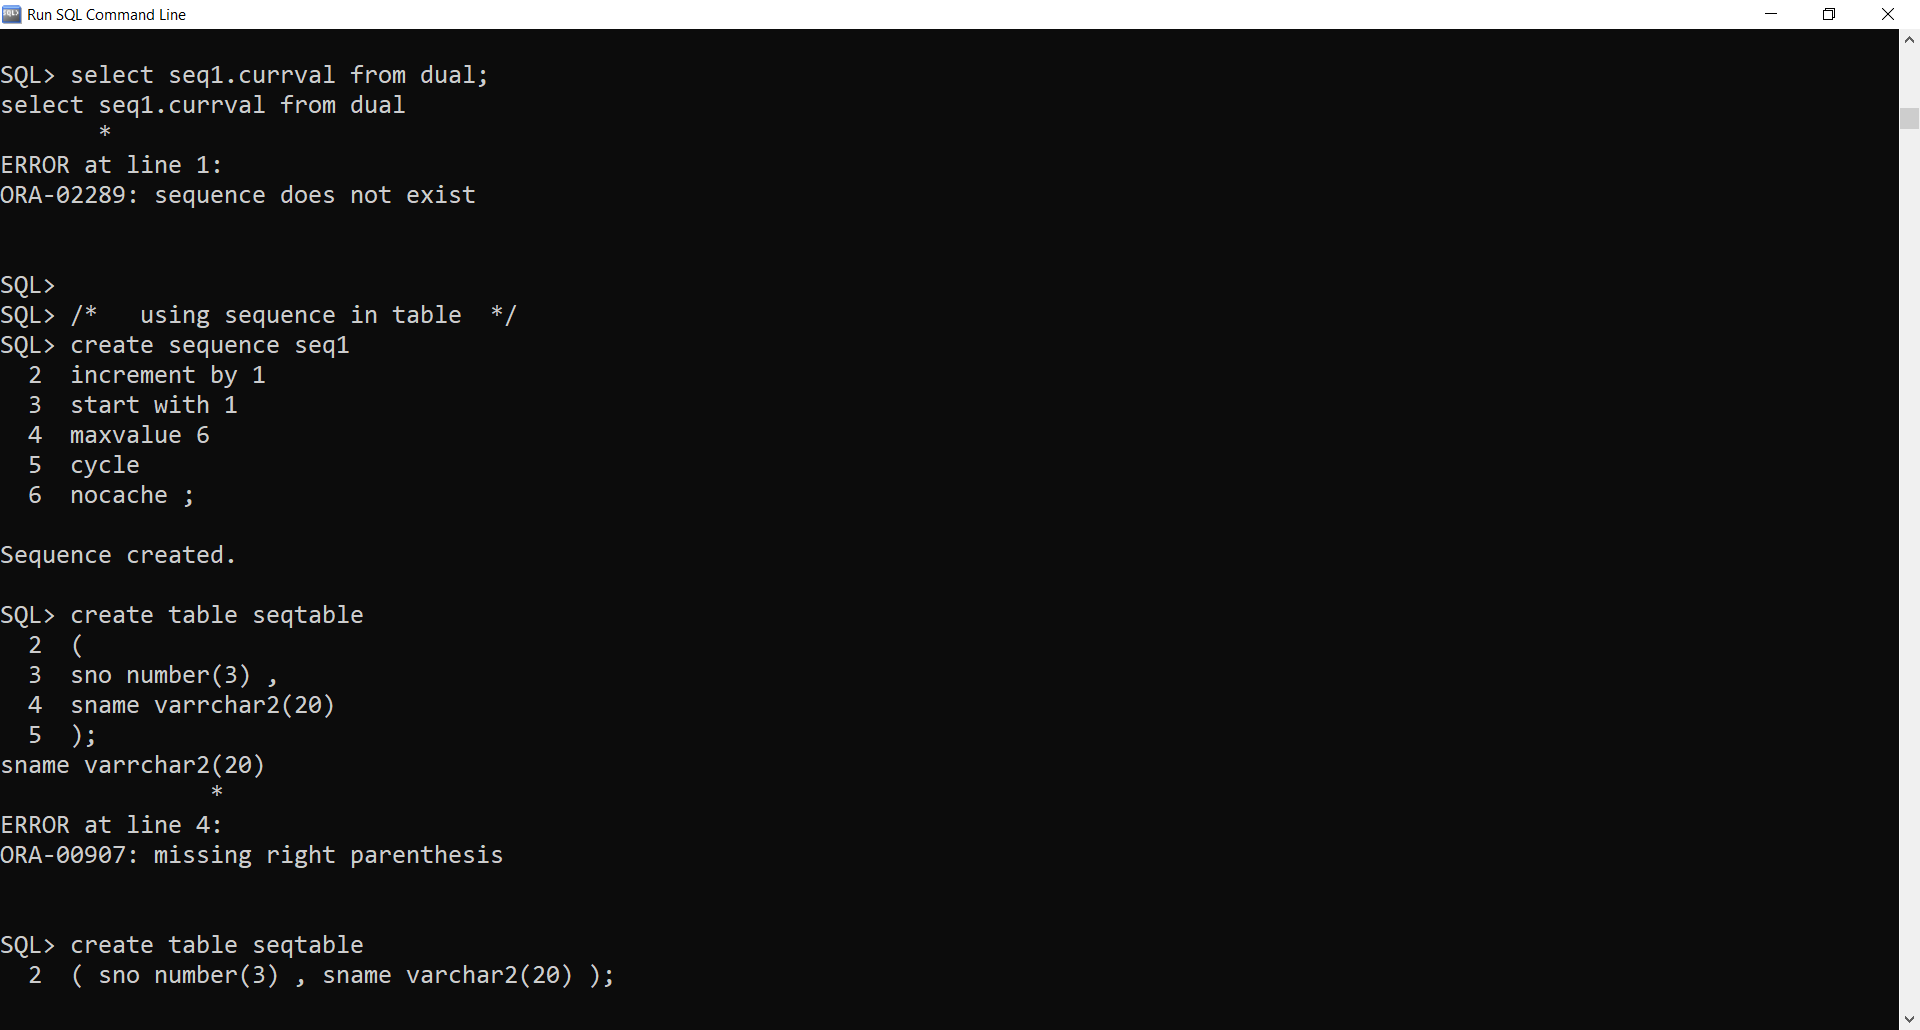 Run SQL Command Line
SQL> select seq1.currval from dual;
select seq1.currval from dual
       *
ERROR at line 1:
ORA-02289: sequence does not exist
SQL>
SQL> /*   using sequence in table  */
SQL> create sequence seq1
  2  increment by 1
  3  start with 1
  4  maxvalue 6
  5  cycle
  6  nocache ;
Sequence created.
SQL> create table seqtable
  2  (
  3  sno number(3) ,
  4  sname varrchar2(20)
  5  );
sname varrchar2(20)
               *
ERROR at line 4:
ORA-00907: missing right parenthesis
SQL> create table seqtable
  2  ( sno number(3) , sname varchar2(20) );